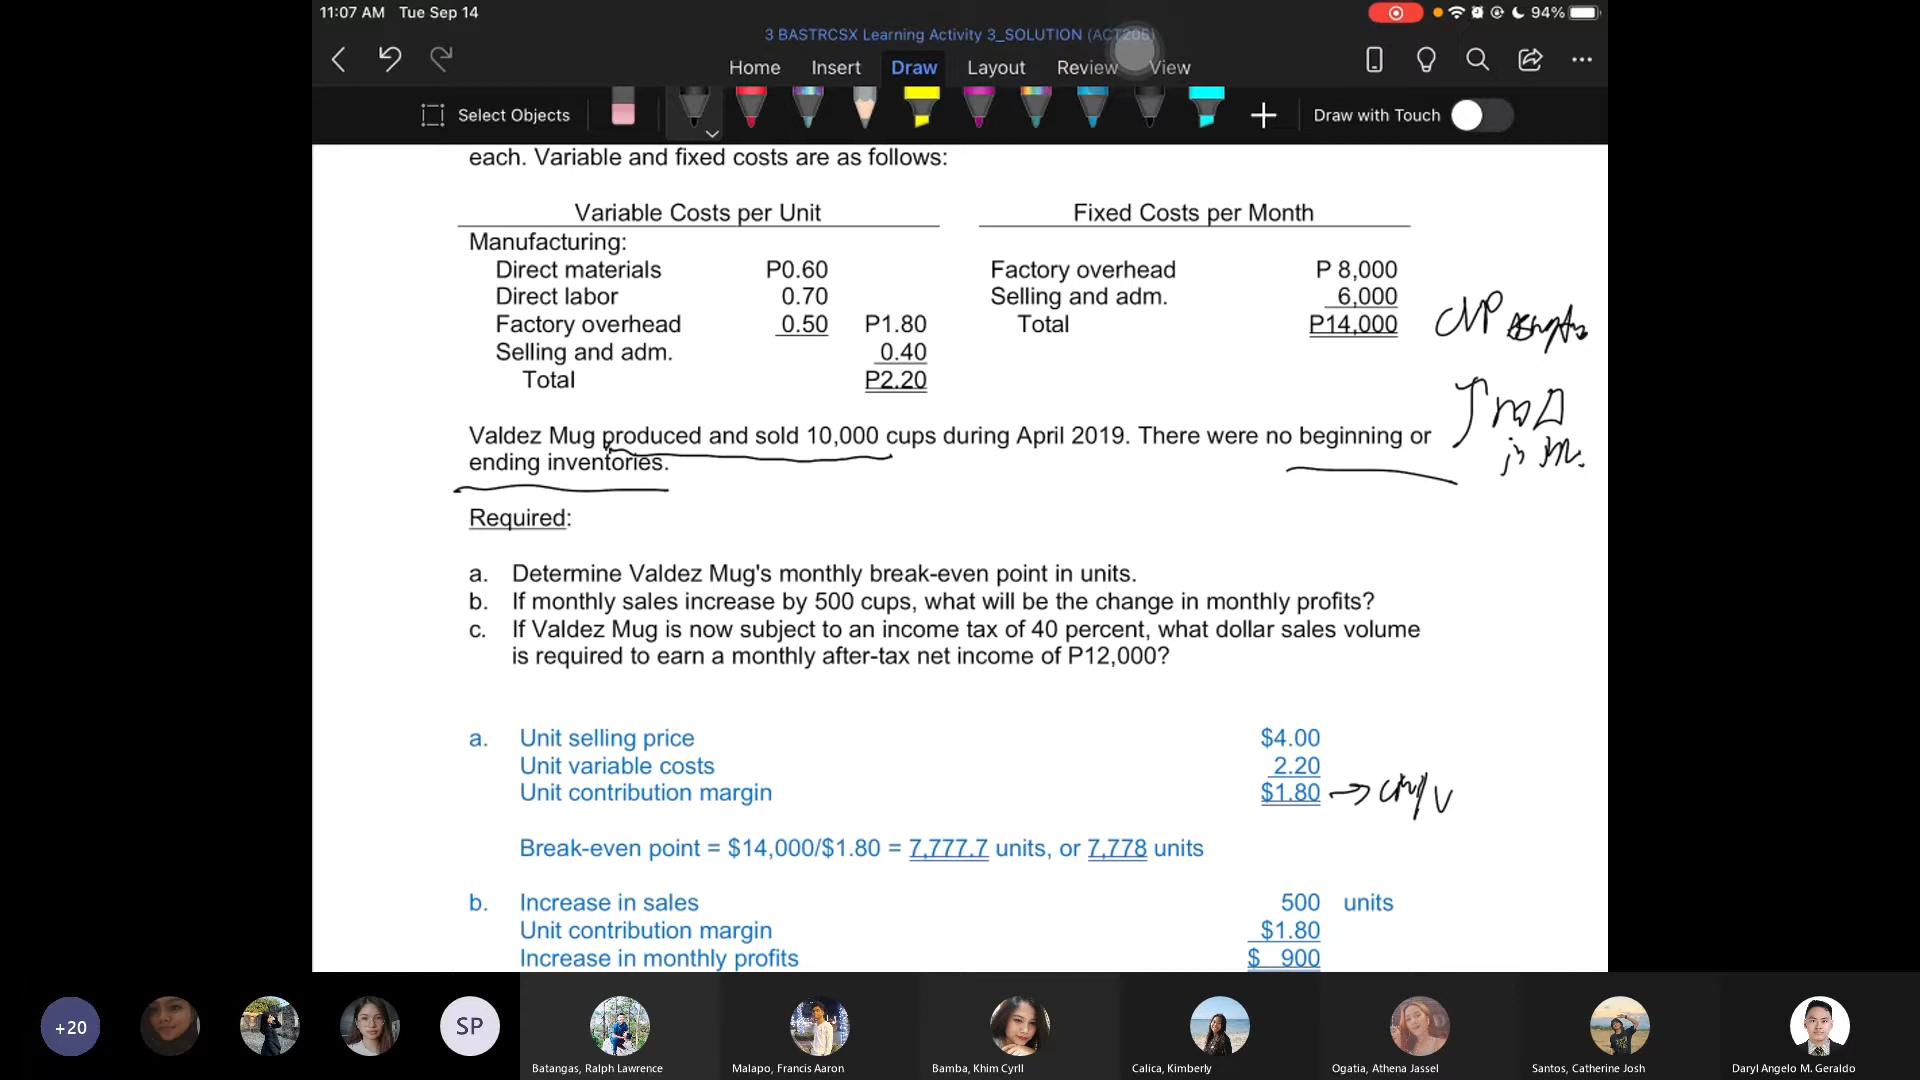 11:07 AM Tue Sep 14
94%
3 BASTRCSX Learning Activity 3_SOLUTION (ACT205)
Home Insert Draw Layout Review View
Select Objects
Draw with Touch
each. Variable and fixed costs are as follows:
Variable Costs per Unit Fixed Costs per Month
Manufacturing:
Direct materials P0.60 Factory overhead P 8,000
Direct labor 0.70 Selling and adm. 6,000
Factory overhead 0.50 P1.80 Total P14,000
Selling and adm. 0.40
Total P2.20
Valdez Mug produced and sold 10,000 cups during April 2019. There were no beginning or
ending inventories.
Required:
a. Determine Valdez Mug's monthly break-even point in units.
b. If monthly sales increase by 500 cups, what will be the change in monthly profits?
c. If Valdez Mug is now subject to an income tax of 40 percent, what dollar sales volume
is required to earn a monthly after-tax net income of P12,000?
a. Unit selling price $4.00
Unit variable costs 2.20
Unit contribution margin $1.80
Break-even point = $14,000/$1.80 = 7,777.7 units, or 7,778 units
b. Increase in sales 500 units
Unit contribution margin $1.80
Increase in monthly profits $ 900
+20
SP
Batangas, Ralph Lawrence
Malapo, Francis Aaron
Bamba, Khim Cyrll
Calica, Kimberly
Ogatia, Athena Jassel
Santos, Catherine Josh
Daryl Angelo M. Geraldo